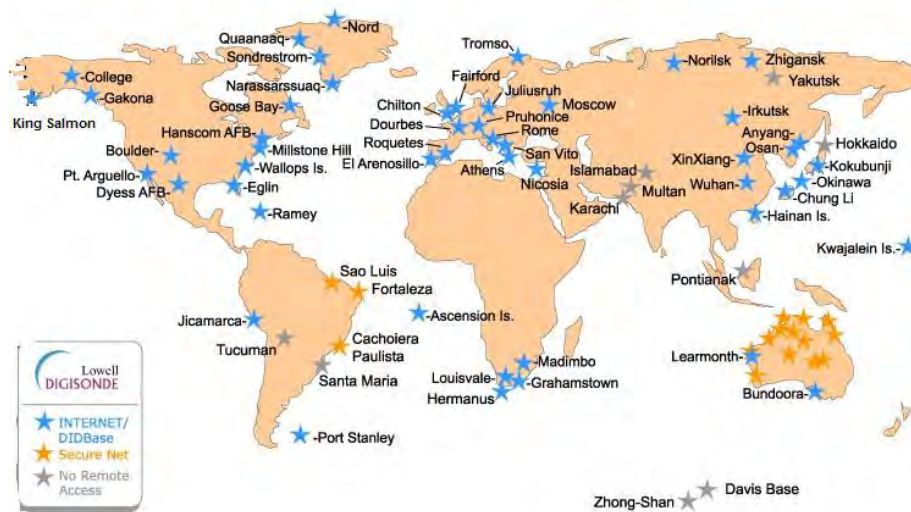 -Nord
Quaanaaq-
Sondrestrom-
Tromso
-Norilsk
Zhigansk
-College
Narassarssuaq-
Fairford
Yakutsk
-Gakona
Goose Bay-
Chilton
Juliusruh
Moscow
King Salmon
Hanscom AFB-
Dourbes
Pruhonice
-Irkutsk
Anyang-
Boulder-
-Millstone Hill
Roquetes
Rome
Osan-
Hokkaido
-Wallops Is.
El Arenosillo
San Vito
XinXiang-
-Kokubunji
Pt. Arguello-
Athens
Islamabad
Dyess AFB-
-Eglin
Nicosia
Multan
Wuhan-
-Okinawa
Karachi
-Chung Li
-Ramey
-Hainan Is.
Kwajalein Is.-
Sao Luis
Pontianak
Fortaleza
Jicamarca-
-Ascension Is.
Tucuman
Cachoiera
Paulista
Learmonth-
-Madimbo
Santa Maria
Louisvale-
-Grahamstown
Hermanus
Bundoora-
-Port Stanley
Zhong-Shan
Davis Base
Lowell
DIGISONDE
INTERNET/
DIDBase
Secure Net
No Remote
Access